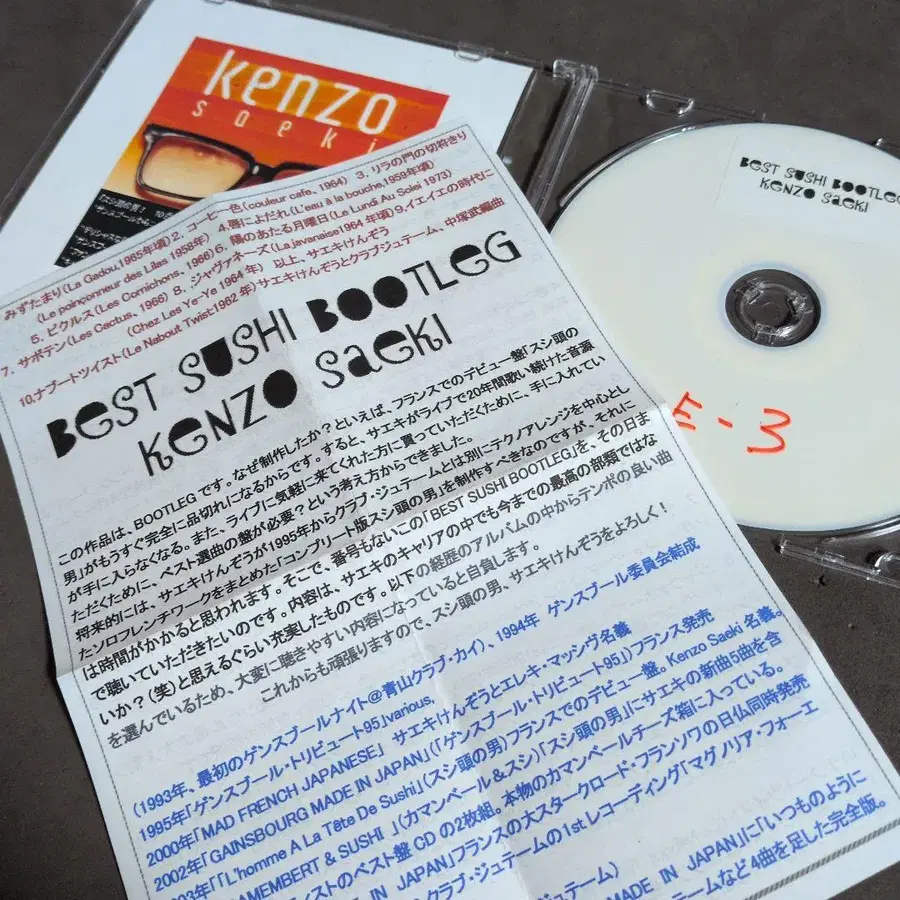 kenzo
saeki
みずたまり(La Gadou,1965年頃)2. コーヒー色(couleur cafe、1964) 3. リラの門の切符きり
(Le poinçonneur des Lilas 1958年) 4.唇によだれ(L'eau à la bouche,1959年頃)
5. ピクルス(Les Cornichons, 1966)6. 陽のあたる月曜日(Le Lundi Au Solei 1973)
7. サボテン(Les Cactus, 1966) 8. ジャヴァネーズ(La javanaise1964年頃)9,イエイエの時代に
(Chez Les Ye-Ye 1964年) 以上、サエキけんぞう
10,ナブートツイスト(Le Nabout Twist1962年)サエキけんぞうとクラブジュテーム、中塚武編曲
BEST SUSHI BOOTLEG
KENZO SAEKI
この作品は、BOOTLEGです。なぜ制作したか?といえば、フランスでのデビュー盤「スシ頭の
男」がもうすぐ完全に品切れになるからです。すると、サエキがライブで20年間歌い続けた音源
が手に入らなくなる。また、ライブに気軽に来てくれた方に買っていただくために、手に入れてい
ただくために、ベスト選曲の盤が必要?という考え方からできました。
将来的には、サエキけんぞうが1995年からクラブ・ジュテームとは別にテクノアレンジを中心とし
たソロフレンチワークをまとめた「コンプリート版スシ頭の男」を制作すべきなのですが、それに
は時間がかかると思われます。そこで、番号もないこの「BEST SUSHI BOOTLEG」を、その日ま
で聴いていただきたいのです。内容は、サエキのキャリアの中でも今までの最高の部類ではな
いか?(笑)と思えるぐらい充実したものです。以下の経歴のアルバムの中からテンポの良い曲
を選んでいるため、大変に聴きやすい内容になっていると自負します。
これからも頑張りますので、スシ頭の男、サエキけんぞうをよろしく!
(1993年、最初のゲンスブールナイト@青山クラブ・カイ)、1994年 ゲンスブール委員会結成
1995年「ゲンスブール・トリビュート95」various,
2000年「MAD FRENCH JAPANESE」 サエキけんぞうとエレキ・マッシヴ名義
2002年「GAINSBOURG MADE IN JAPAN」(「ゲンスブール・トリビュート95」)フランス発売
「L'homme A La Tête De Sushi」(スシ頭の男)フランスでのデビュー盤。Kenzo Saeki名義。
AMEMBERT & SUSHI 」(カマンベール&スシ)「スシ頭の男」にサエキの新曲5曲を含
ンストのベスト盤CDの2枚組。本物のカマンベールチーズ箱に入っている。
IN JAPAN」フランスの大スタークロード・フランソワの日仏同時発売
クラブ・ジュテームの1stレコーディング「マグノリア・フォーエ
ジュテーム)
MADE IN JAPAN」に「いつものように
テームなど4曲を足した完全版。
BEST SUSHI BOOTLEG
KENZO SAEKI
-3